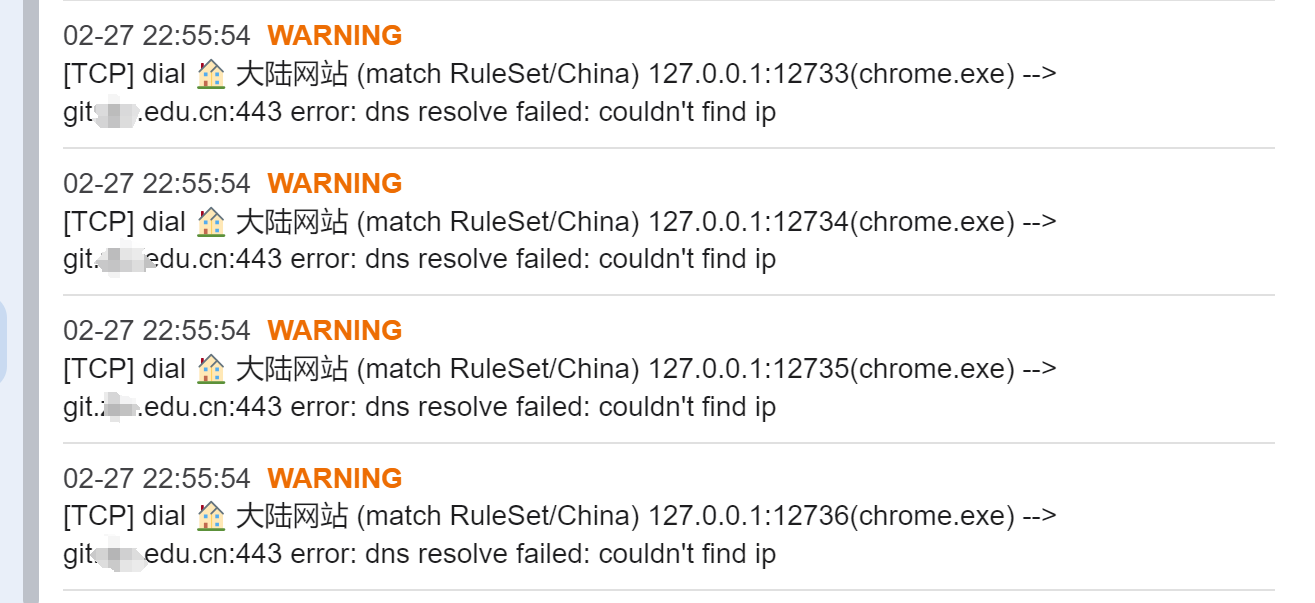 02-27 22:55:54 WARNING
[TCP] dial 🏠 大陆网站 (match RuleSet/China) 127.0.0.1:12733(chrome.exe) -->
git .edu.cn:443 error: dns resolve failed: couldn't find ip
02-27 22:55:54 WARNING
[TCP] dial 🏠 大陆网站 (match RuleSet/China) 127.0.0.1:12734(chrome.exe) -->
git. edu.cn:443 error: dns resolve failed: couldn't find ip
02-27 22:55:54 WARNING
[TCP] dial 🏠 大陆网站 (match RuleSet/China) 127.0.0.1:12735(chrome.exe) -->
git. .edu.cn:443 error: dns resolve failed: couldn't find ip
02-27 22:55:54 WARNING
[TCP] dial 🏠 大陆网站 (match RuleSet/China) 127.0.0.1:12736(chrome.exe) -->
git. edu.cn:443 error: dns resolve failed: couldn't find ip